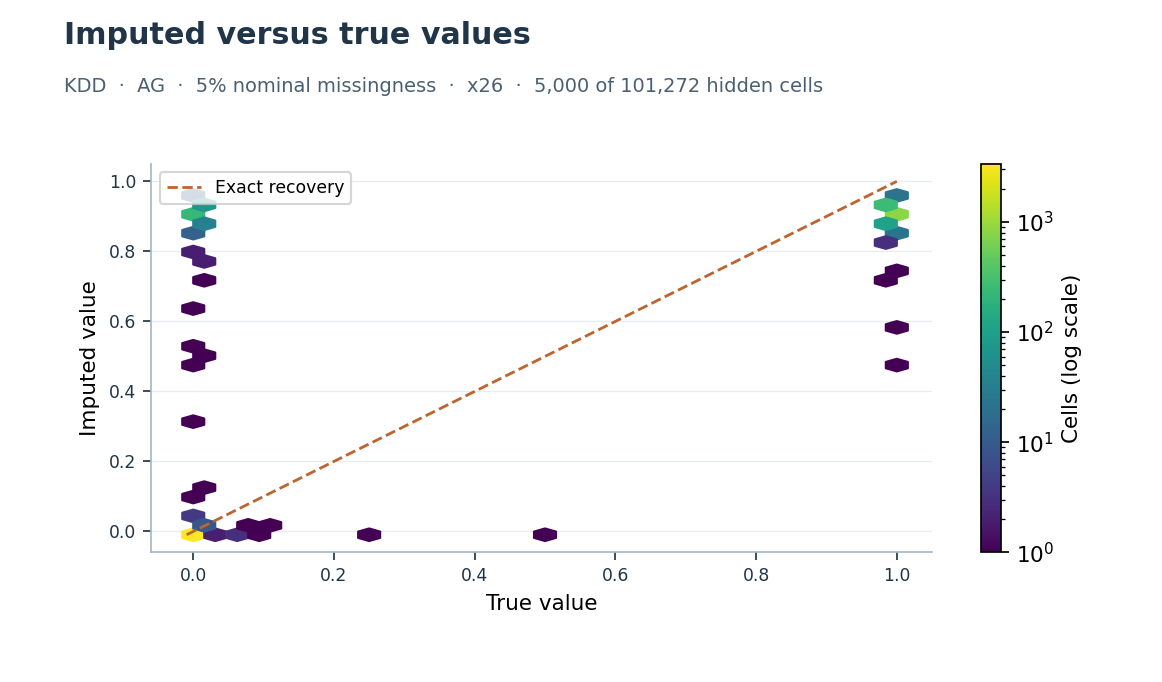 Imputed versus true values
KDD · AG · 5% nominal missingness · x26 · 5,000 of 101,272 hidden cells
Exact recovery
1.0
0.8
0.6
0.4
0.2
0.0
Imputed value
0.0 0.2 0.4 0.6 0.8 1.0
True value
10³
10²
10¹
10⁰
Cells (log scale)